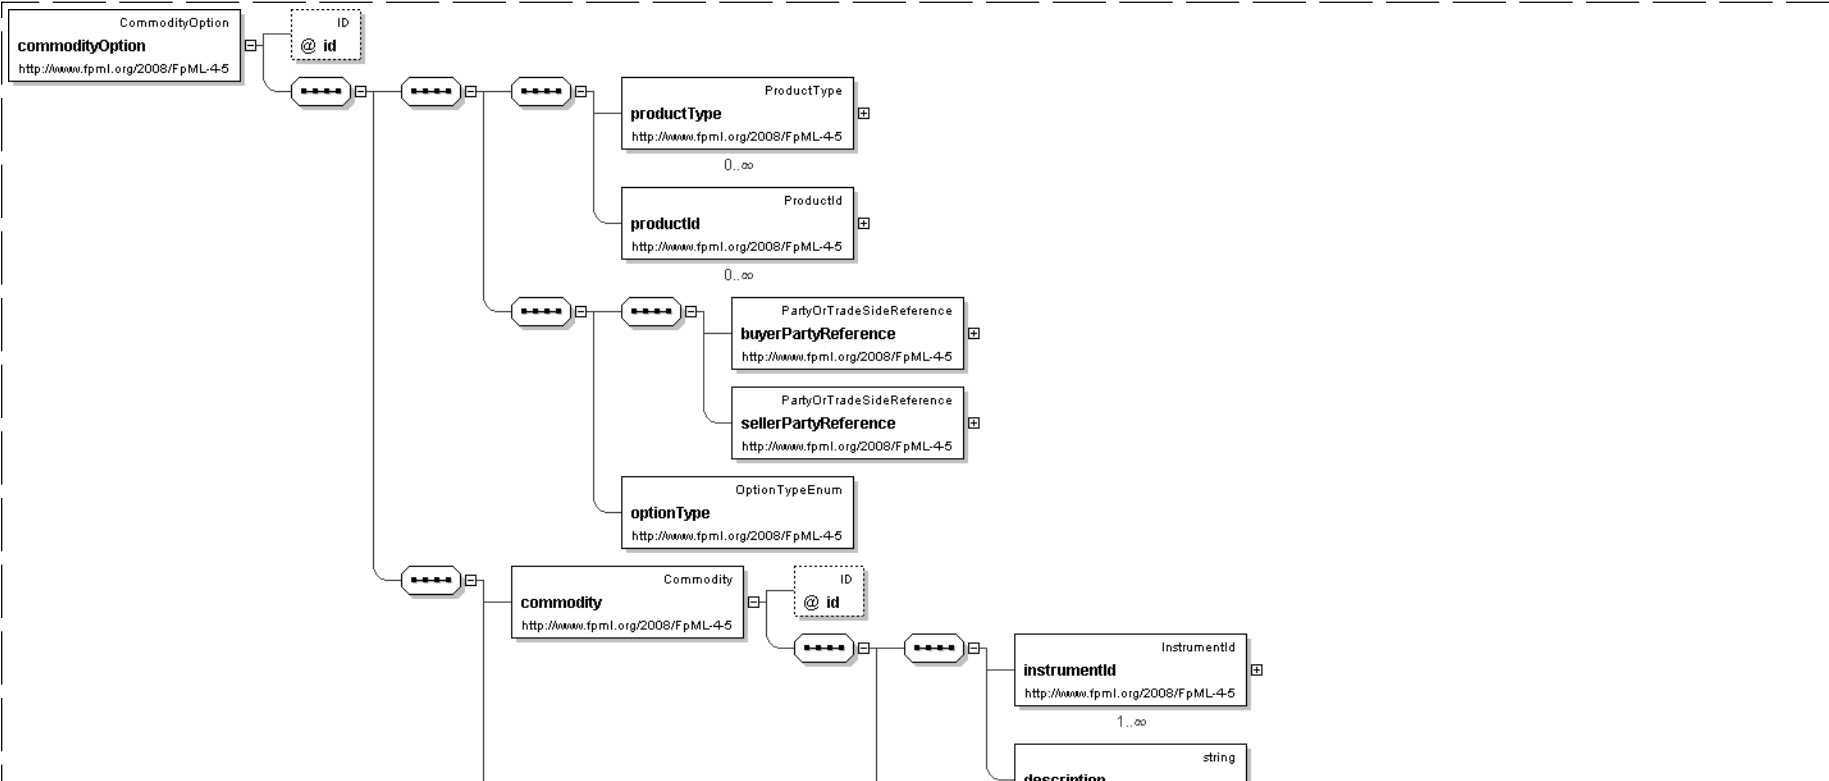 CommodityOption
commodityOption
http://www.fpml.org/2008/FpML-4-5
ID
@ id
ProductType
productType
http://www.fpml.org/2008/FpML-4-5
0..∞
ProductId
productId
http://www.fpml.org/2008/FpML-4-5
0..∞
PartyOrTradeSideReference
buyerPartyReference
http://www.fpml.org/2008/FpML-4-5
PartyOrTradeSideReference
sellerPartyReference
http://www.fpml.org/2008/FpML-4-5
OptionTypeEnum
optionType
http://www.fpml.org/2008/FpML-4-5
Commodity
commodity
http://www.fpml.org/2008/FpML-4-5
ID
@ id
InstrumentId
instrumentId
http://www.fpml.org/2008/FpML-4-5
1..∞
string
description